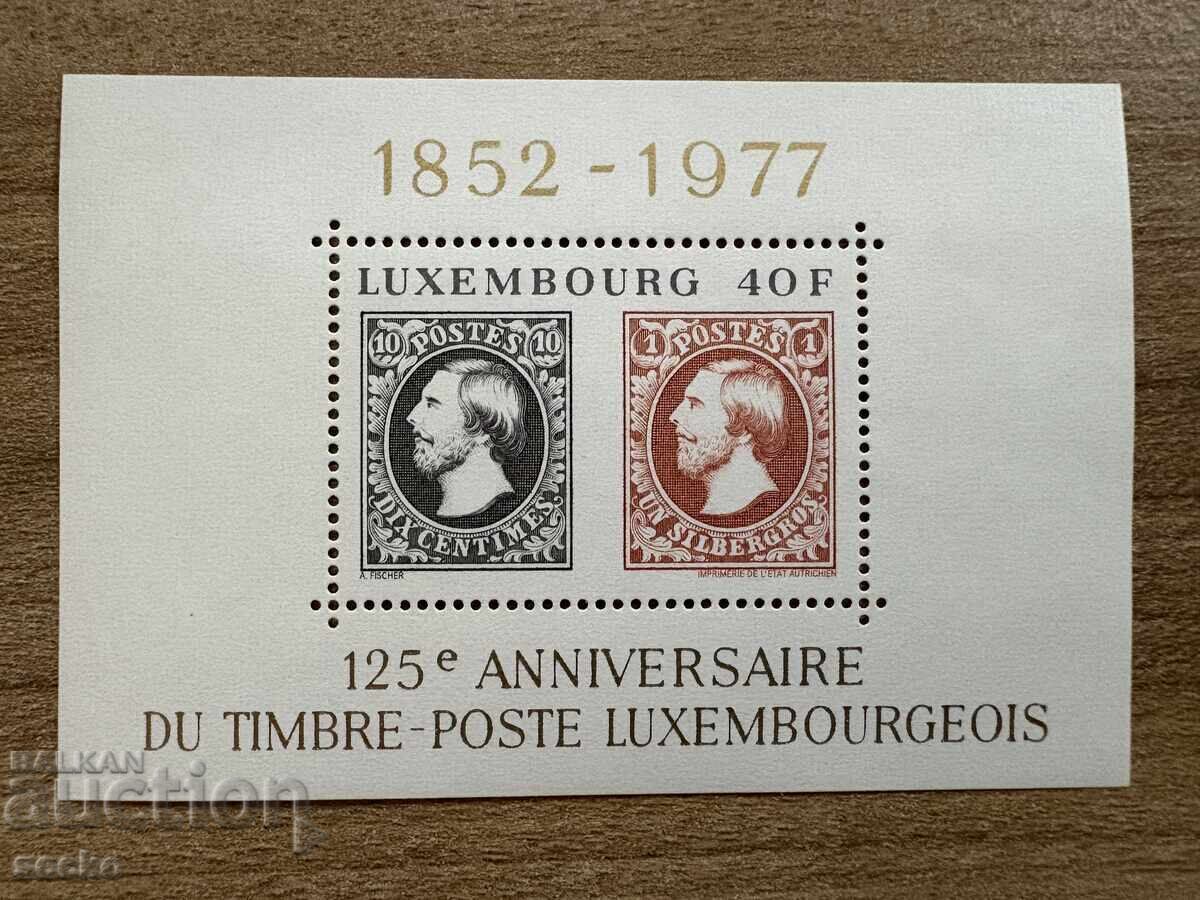 1852 - 1977
LUXEMBOURG 40F
10 POSTES 10
DIX CENTIMES
A. FISCHER
1 POSTES 1
UN SILBERGROS
IMPRIMERIE DE L'ETAT AUTRICHIEN
125e ANNIVERSAIRE
DU TIMBRE-POSTE LUXEMBOURGEOIS
BALKAN
auction
secko